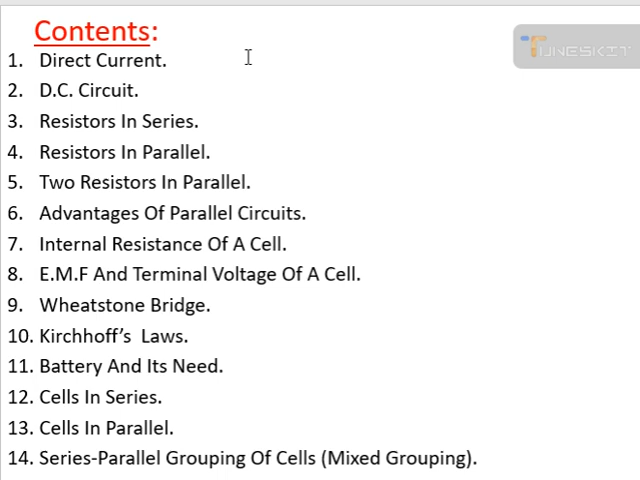 Contents:
TUNESKIT
1. Direct Current.
2. D.C. Circuit.
3. Resistors In Series.
4. Resistors In Parallel.
5. Two Resistors In Parallel.
6. Advantages Of Parallel Circuits.
7. Internal Resistance Of A Cell.
8. E.M.F And Terminal Voltage Of A Cell.
9. Wheatstone Bridge.
10. Kirchhoff’s Laws.
11. Battery And Its Need.
12. Cells In Series.
13. Cells In Parallel.
14. Series-Parallel Grouping Of Cells (Mixed Grouping).